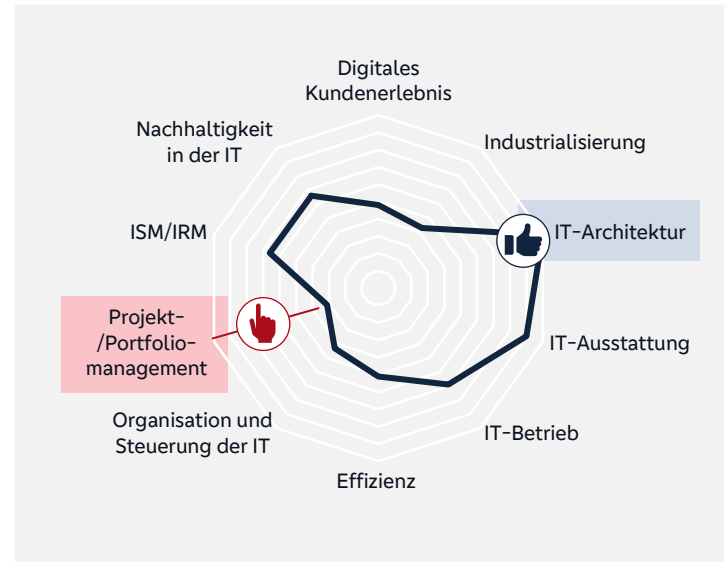 Digitales
Kundenerlebnis
Nachhaltigkeit
in der IT
Industrialisierung
ISM/IRM
IT-Architektur
Projekt-
/Portfolio-
management
IT-Ausstattung
Organisation und
Steuerung der IT
IT-Betrieb
Effizienz